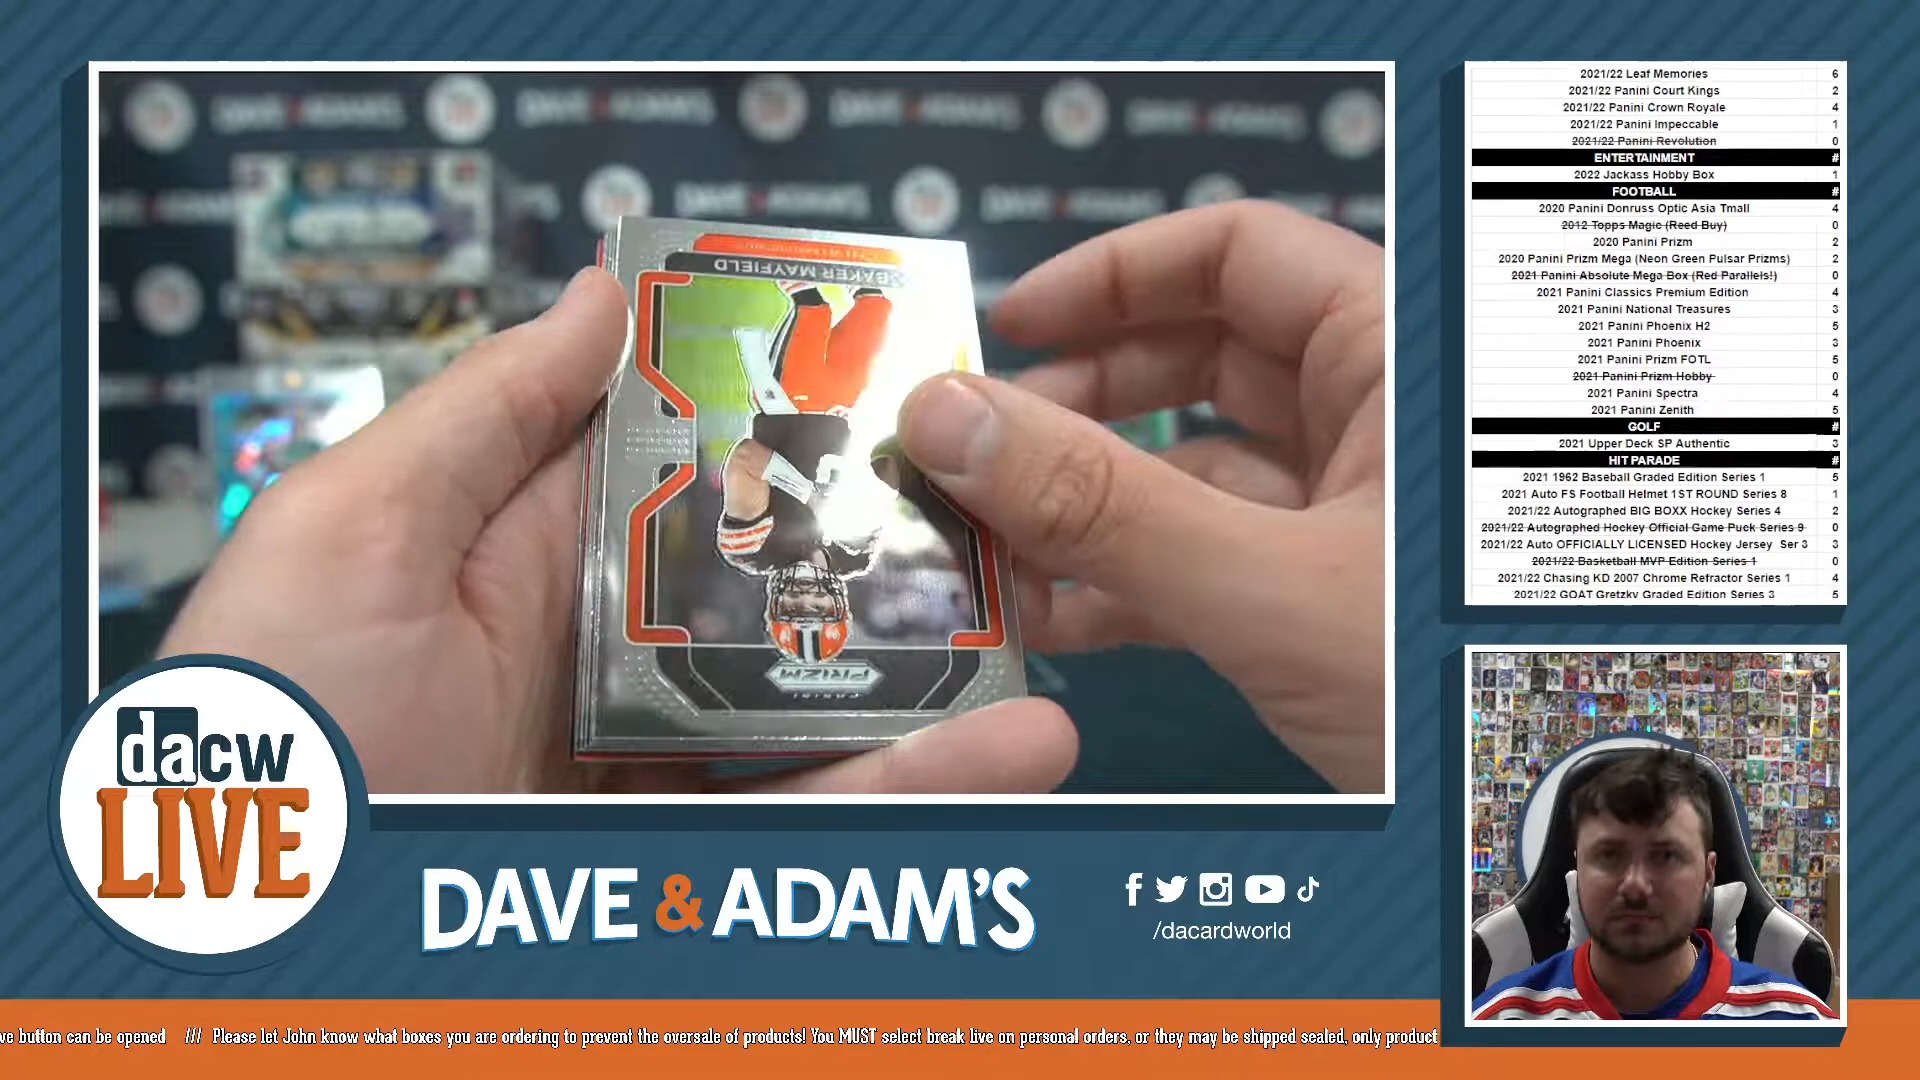 2021/22 Leaf Memories 6
2021/22 Panini Court Kings 2
2021/22 Panini Crown Royale 4
2021/22 Panini Impeccable 1
2021/22 Panini Revolution 0
ENTERTAINMENT #
2022 Jackass Hobby Box 1
FOOTBALL #
2020 Panini Donruss Optic Asia Tmall 4
2012 Topps Magic (Reed Buy) 0
2020 Panini Prizm 2
2020 Panini Prizm Mega (Neon Green Pulsar Prizms) 2
2021 Panini Absolute Mega Box (Red Parallels!) 0
2021 Panini Classics Premium Edition 4
2021 Panini National Treasures 3
2021 Panini Phoenix H2 5
2021 Panini Phoenix 3
2021 Panini Prizm FOTL 5
2021 Panini Prizm Hobby 0
2021 Panini Spectra 4
2021 Panini Zenith 5
GOLF #
2021 Upper Deck SP Authentic 3
HIT PARADE #
2021 1962 Baseball Graded Edition Series 1 5
2021 Auto FS Football Helmet 1ST ROUND Series 8 1
2021/22 Autographed BIG BOXX Hockey Series 4 2
2021/22 Autographed Hockey Official Game Puck Series 9 0
2021/22 Auto OFFICIALLY LICENSED Hockey Jersey Ser 3 3
2021/22 Basketball MVP Edition Series 1 0
2021/22 Chasing KD 2007 Chrome Refractor Series 1 4
2021/22 GOAT Gretzky Graded Edition Series 3 5
DAVE & ADAM'S
DAVE & ADAM'S
DAVE & ADAM'S
BAKER MAYFIELD
PRIZM
PANINI
dacw
LIVE
DAVE & ADAM'S
/dacardworld
ve button can be opened /// Please let John know what boxes you are ordering to prevent the oversale of products! You MUST select break live on personal orders, or they may be shipped sealed, only product